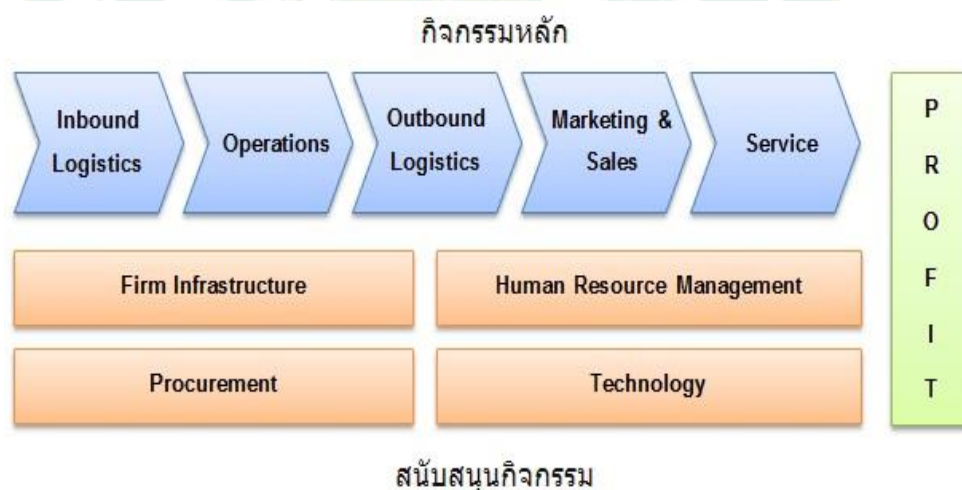 กิจกรรมหลัก
Inbound
Logistics
Operations
Outbound
Logistics
Marketing &
Sales
Service
Firm Infrastructure
Human Resource Management
Procurement
Technology
P
R
O
F
I
T
สนับสนุนกิจกรรม